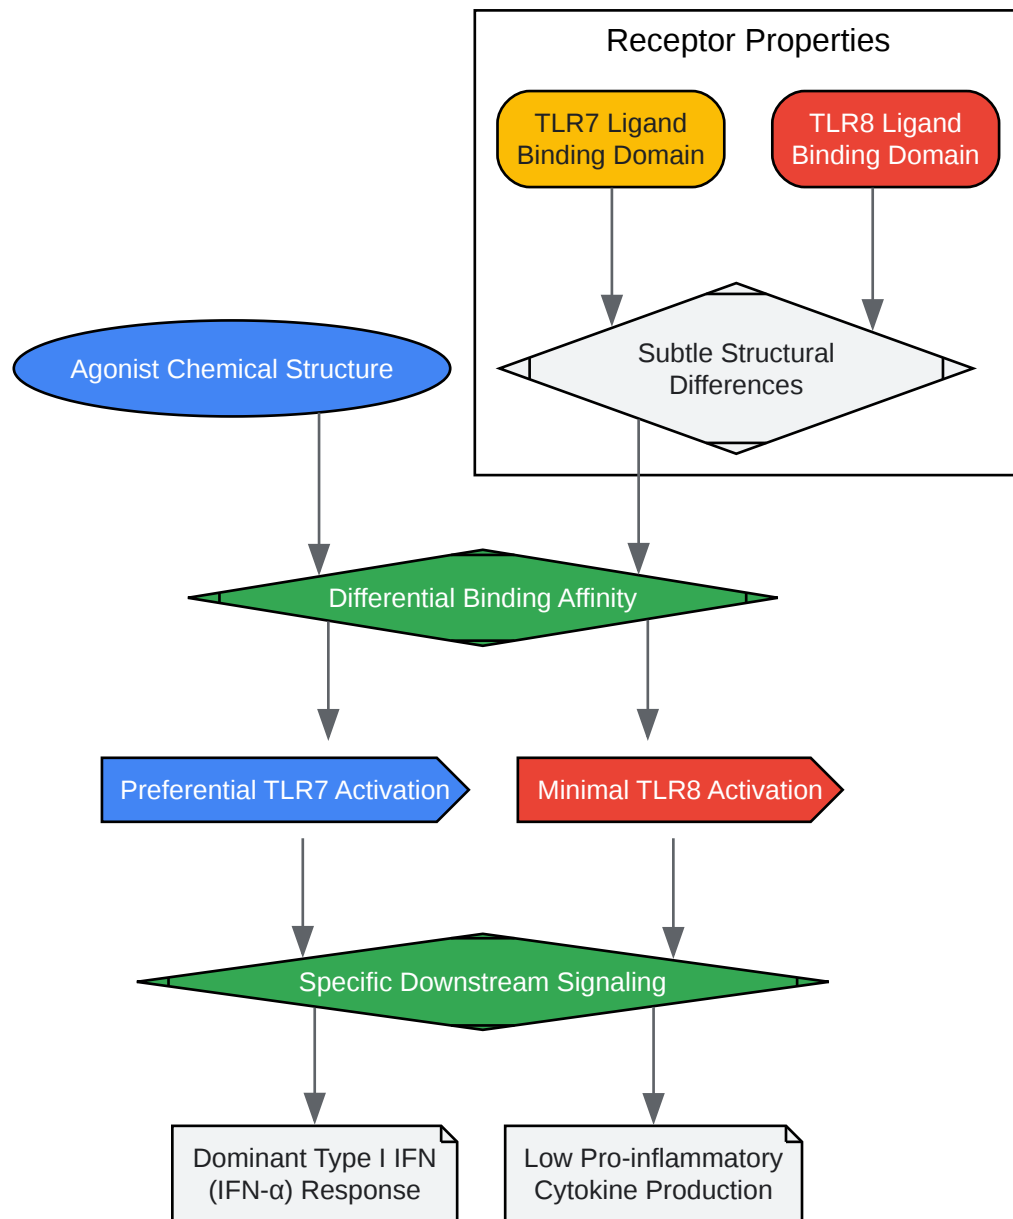 Receptor Properties
TLR7 Ligand
Binding Domain
TLR8 Ligand
Binding Domain
Subtle Structural
Differences
Agonist Chemical Structure
Differential Binding Affinity
Preferential TLR7 Activation
Minimal TLR8 Activation
Specific Downstream Signaling
Dominant Type I IFN
(IFN-α) Response
Low Pro-inflammatory
Cytokine Production